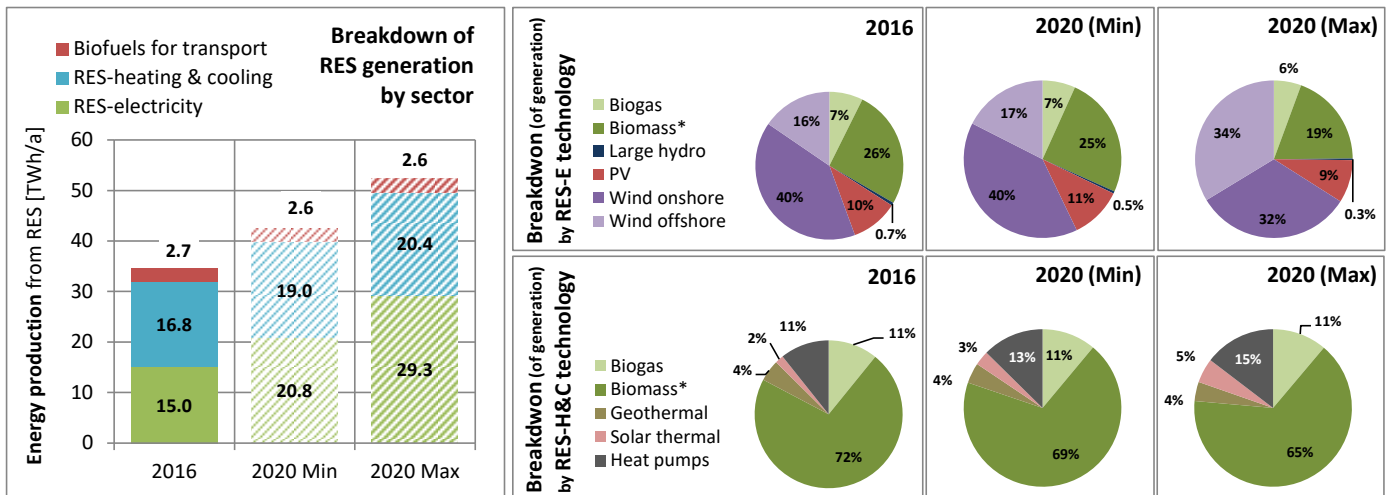 Breakdown of
RES generation
by sector
Biofuels for transport
RES-heating & cooling
RES-electricity
Energy production from RES [TWh/a]
60
50
40
30
20
10
0
2.7
16.8
15.0
2.6
19.0
20.8
2.6
20.4
29.3
2016
2020 Min
2020 Max
Breakdwon (of generation)
by RES-E technology
Biogas
Biomass*
Large hydro
PV
Wind onshore
Wind offshore
2016
16%
7%
26%
40%
10%
0.7%
2020 (Min)
17%
7%
25%
40%
11%
0.5%
2020 (Max)
6%
34%
19%
9%
32%
0.3%
Breakdwon (of generation)
by RES-H&C technology
Biogas
Biomass*
Geothermal
Solar thermal
Heat pumps
2016
11%
11%
2%
4%
72%
2020 (Min)
3%
13%
11%
4%
69%
2020 (Max)
11%
5%
15%
4%
65%